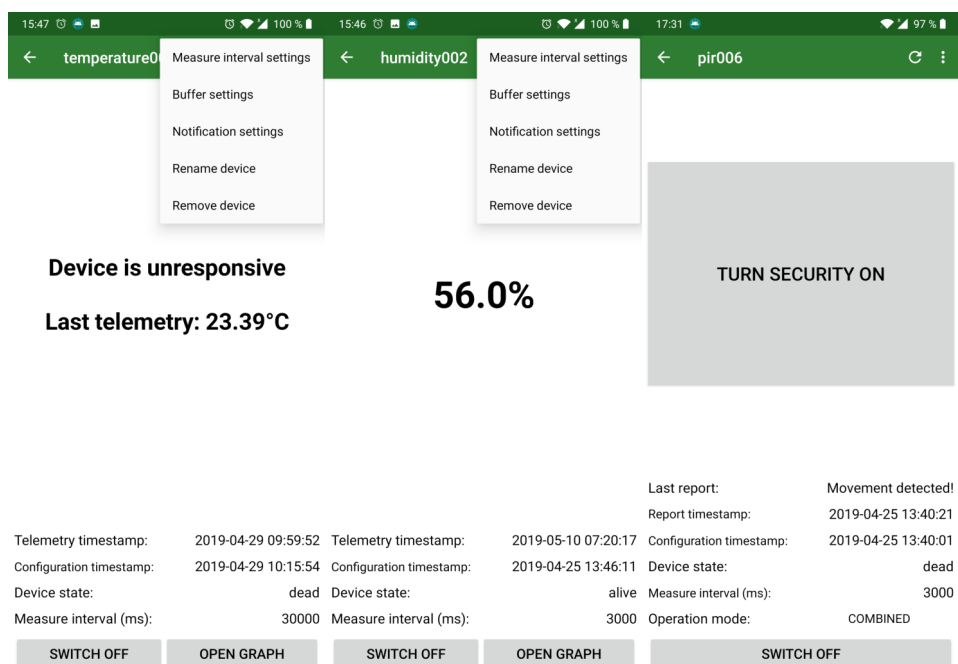 15:47 100 %
temperature00
Measure interval settings
Buffer settings
Notification settings
Rename device
Remove device
Device is unresponsive
Last telemetry: 23.39°C
Telemetry timestamp: 2019-04-29 09:59:52
Configuration timestamp: 2019-04-29 10:15:54
Device state: dead
Measure interval (ms): 30000
SWITCH OFF OPEN GRAPH
15:46 100 %
humidity002
Measure interval settings
Buffer settings
Notification settings
Rename device
Remove device
56.0%
Telemetry timestamp: 2019-05-10 07:20:17
Configuration timestamp: 2019-04-25 13:46:11
Device state: alive
Measure interval (ms): 3000
SWITCH OFF OPEN GRAPH
17:31 97 %
pir006
TURN SECURITY ON
Last report: Movement detected!
Report timestamp: 2019-04-25 13:40:21
Configuration timestamp: 2019-04-25 13:40:01
Device state: dead
Measure interval (ms): 3000
Operation mode: COMBINED
SWITCH OFF